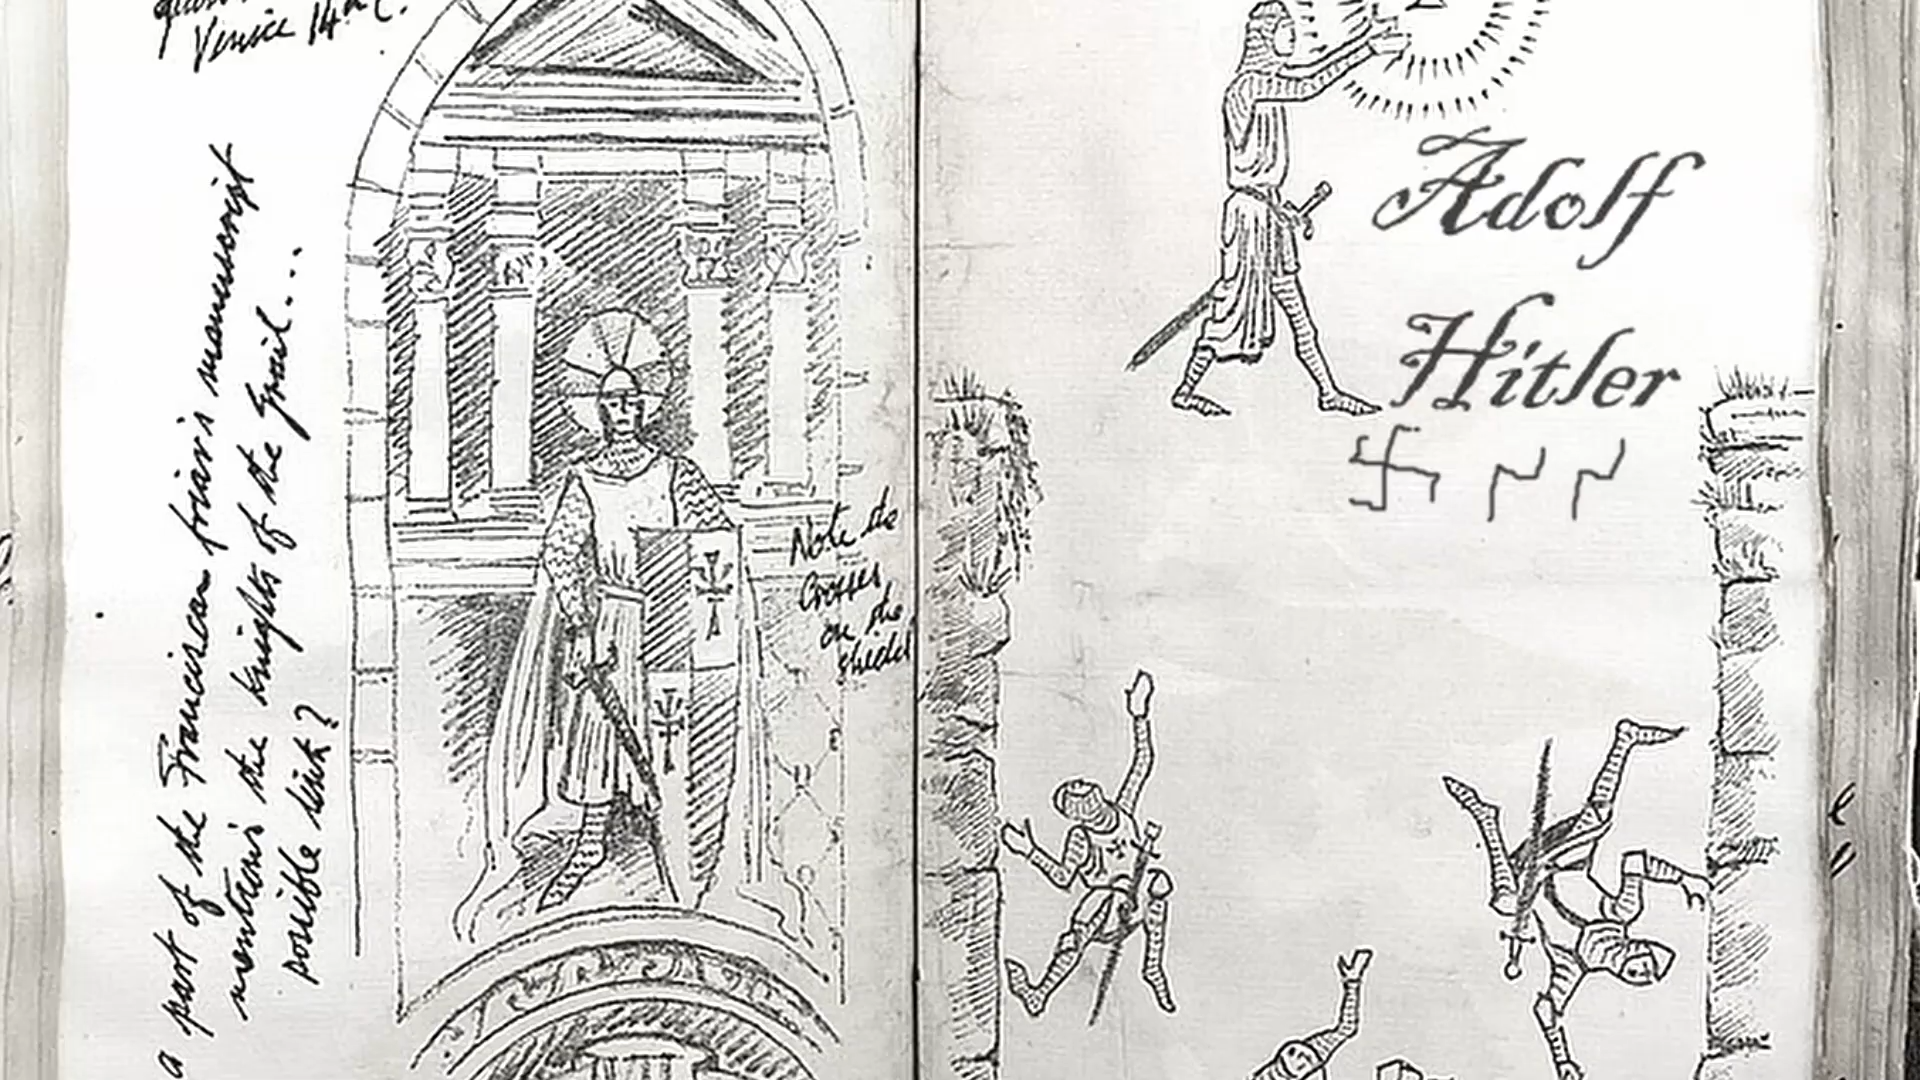 Venice 14th C.
a part of the Franciscan friar's manuscript
mentions the knights of the Grail...
possible link?
Note the
Crosses
on the
shield
Adolf
Hitler